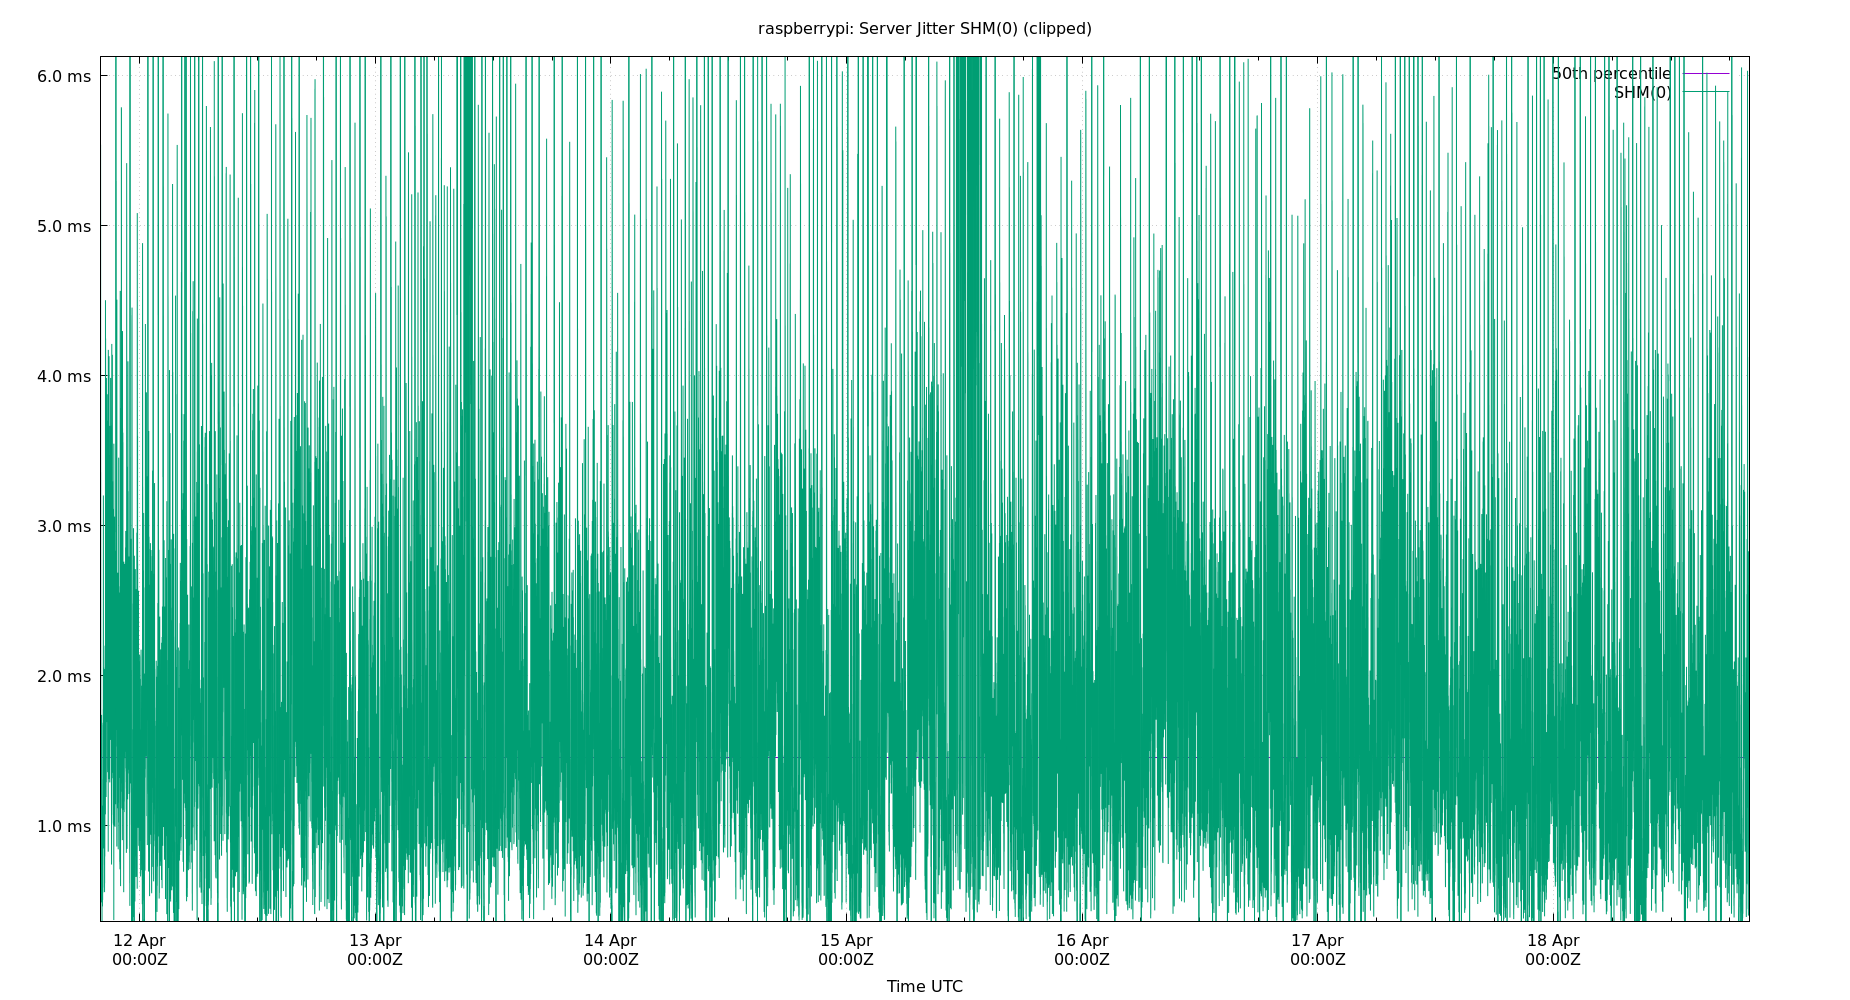 raspberrypi: Server Jitter SHM(0) (clipped)
50th percentile
SHM(0)
6.0 ms
5.0 ms
4.0 ms
3.0 ms
2.0 ms
1.0 ms
12 Apr 13 Apr 14 Apr 15 Apr 16 Apr 17 Apr 18 Apr
00:00Z 00:00Z 00:00Z 00:00Z 00:00Z 00:00Z 00:00Z
Time UTC